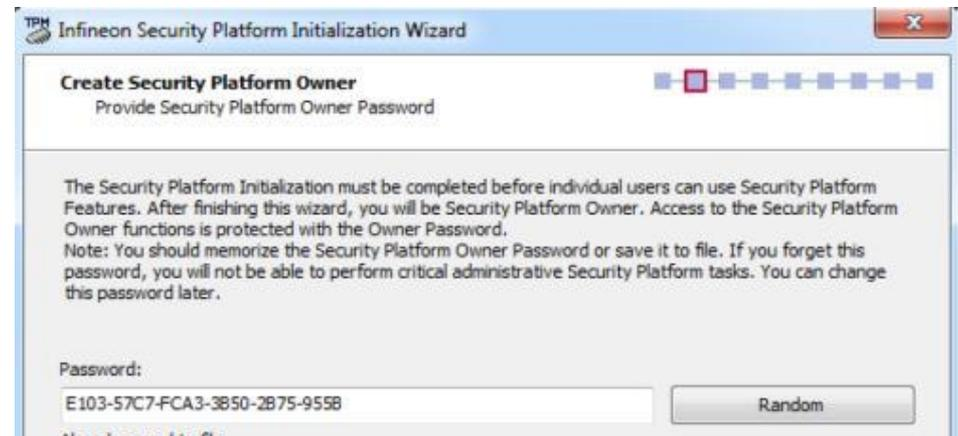 TPM Infineon Security Platform Initialization Wizard
Create Security Platform Owner
Provide Security Platform Owner Password
The Security Platform Initialization must be completed before individual users can use Security Platform
Features. After finishing this wizard, you will be Security Platform Owner. Access to the Security Platform
Owner functions is protected with the Owner Password.
Note: You should memorize the Security Platform Owner Password or save it to file. If you forget this
password, you will not be able to perform critical administrative Security Platform tasks. You can change
this password later.
Password:
E103-57C7-FCA3-3B50-2B75-955B
Random